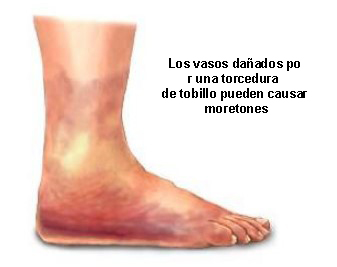 Los vasos dañados po
r una torcedura
de tobillo pueden causar
moretones